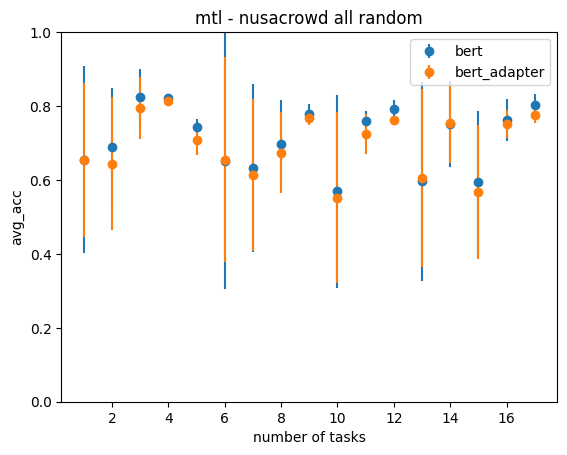 mtl - nusacrowd all random
bert
bert_adapter
avg_acc
1.0
0.8
0.6
0.4
0.2
0.0
2 4 6 8 10 12 14 16
number of tasks